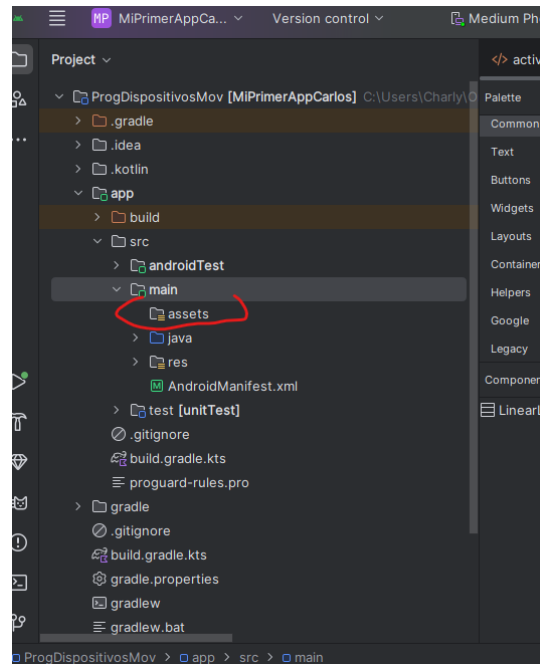 MP MiPrimerAppCa... Version control Medium Ph
Project
</> activ
ProgDispositivosMov [MiPrimerAppCarlos] C:\Users\Charly\O
Palette
.gradle
Common
.idea
Text
.kotlin
Buttons
app
build
Widgets
src
Layouts
androidTest
Container
main
Helpers
assets
Google
java
Legacy
res
AndroidManifest.xml
Componen
test [unitTest]
LinearL
.gitignore
build.gradle.kts
proguard-rules.pro
gradle
.gitignore
build.gradle.kts
gradle.properties
gradlew
gradlew.bat
ProgDispositivosMov > app > src > main